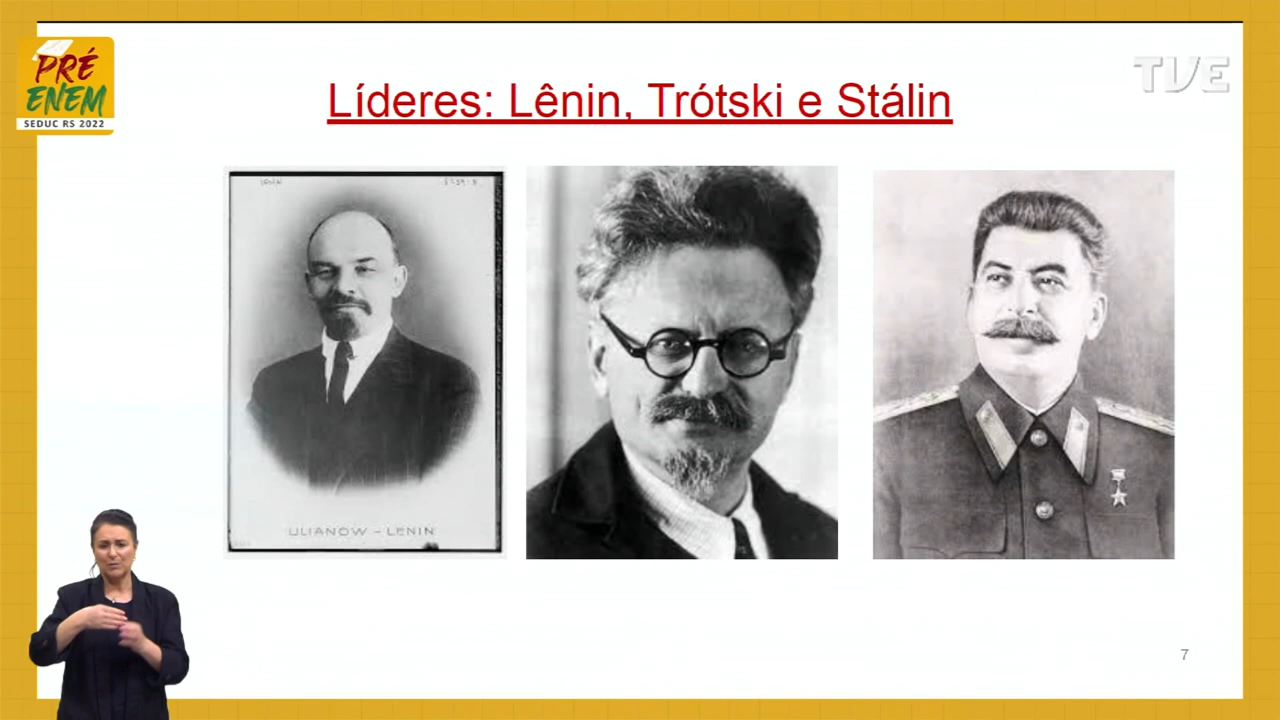 PRÉ
ENEM
SEDUC RS 2022
TVE
Líderes: Lênin, Trótski e Stálin
ULIANOW - LENIN
7